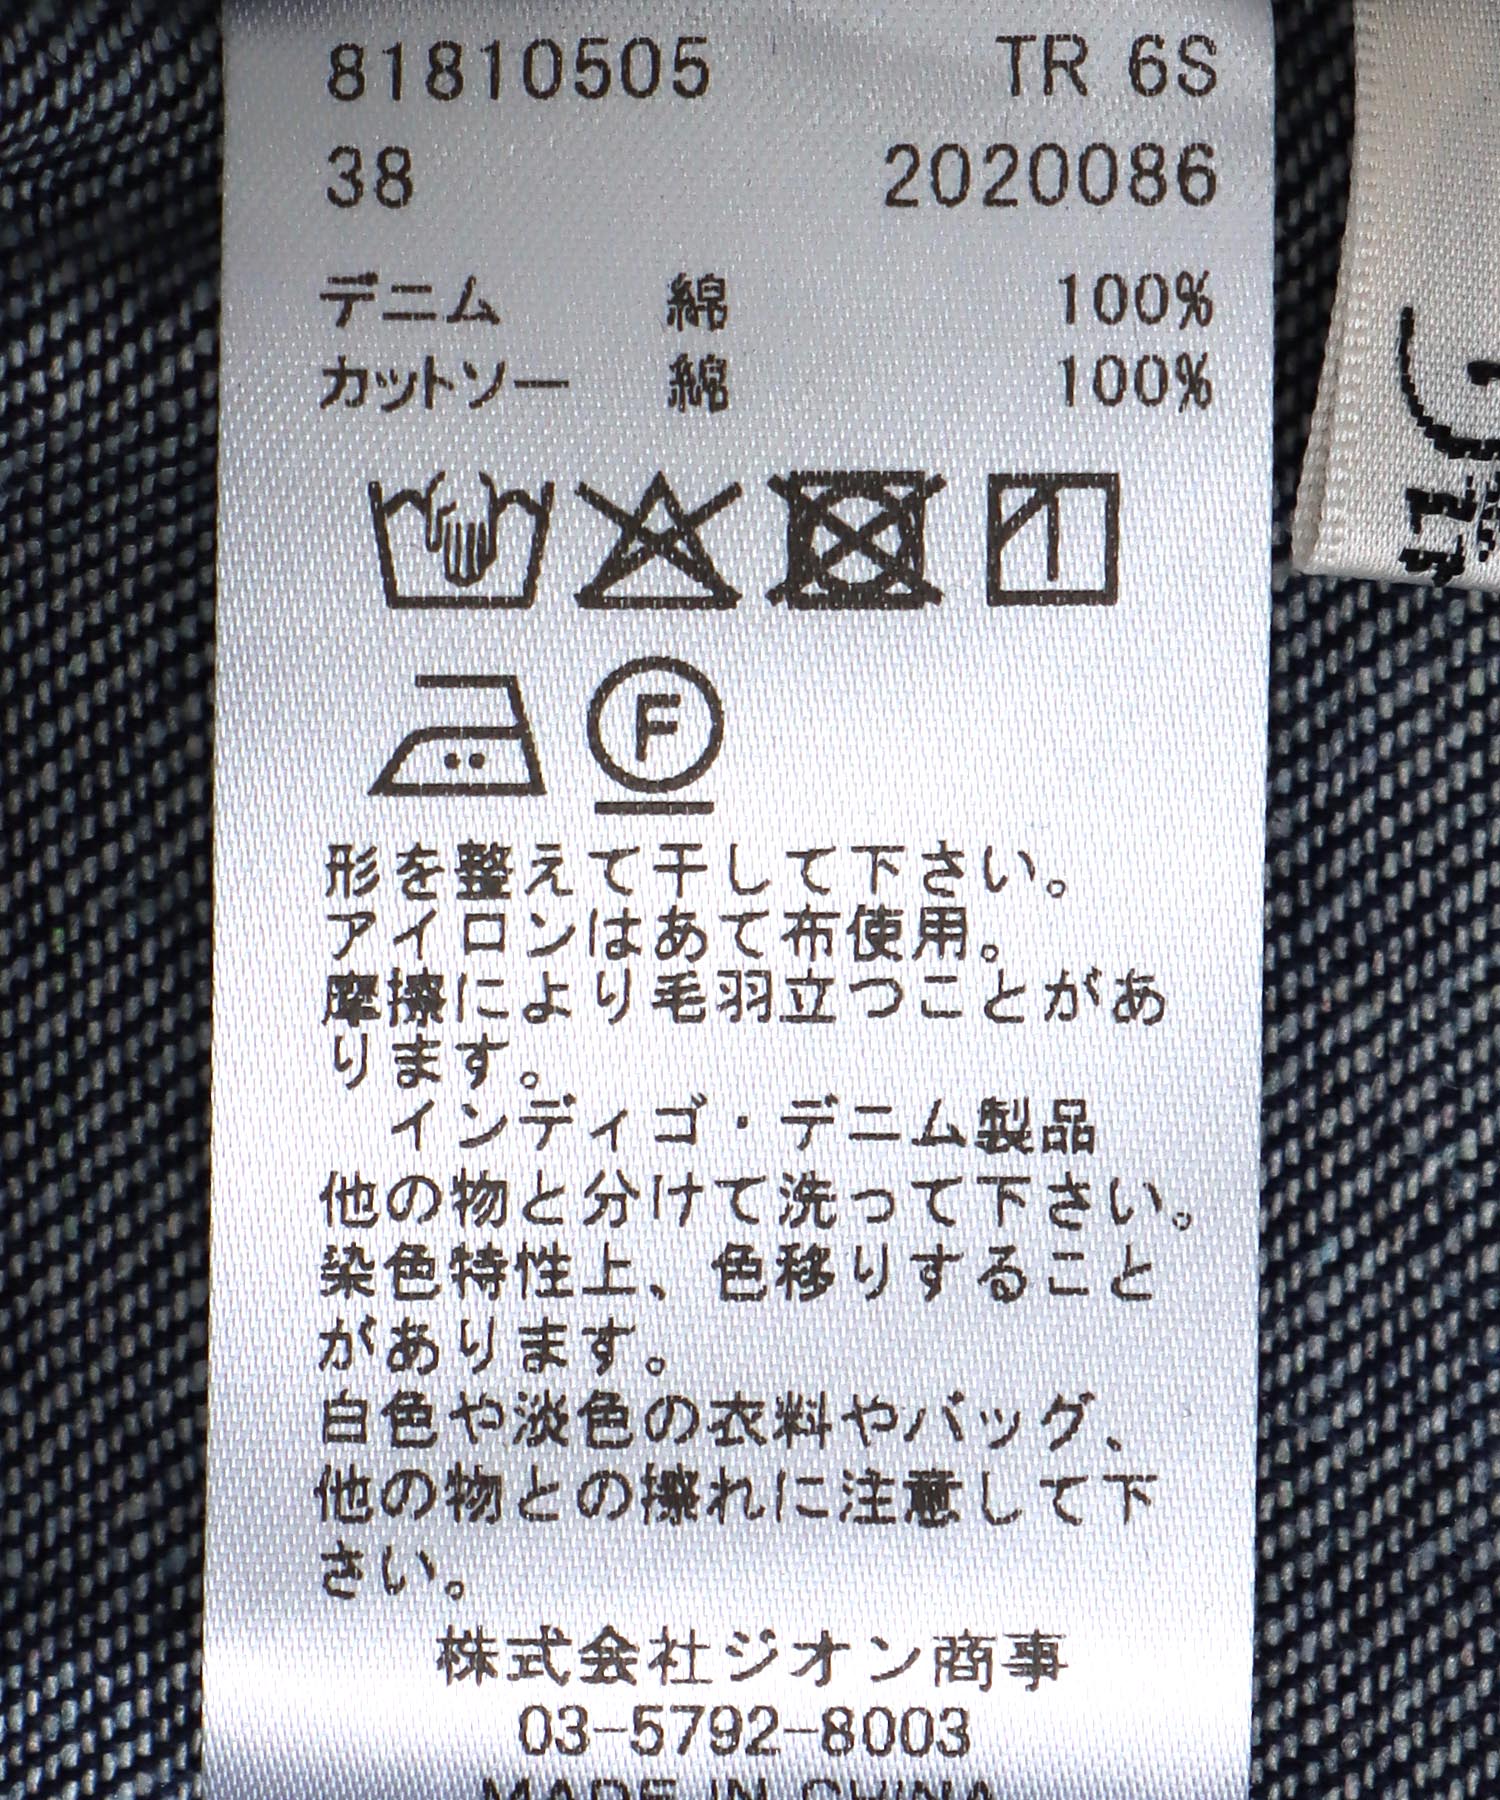 81810505 TR 6S
38 2020086
デニム 綿 100%
カットソー 綿 100%
F
形を整えて干して下さい。
アイロンはあて布使用。
摩擦により毛羽立つことがあ
ります。
インディゴ・デニム製品
他の物と分けて洗って下さい。
染色特性上、色移りすること
があります。
白色や淡色の衣料やバッグ、
他の物との擦れに注意して下
さい。
株式会社ジオン商事
03-5792-8003
MADE IN CHINA